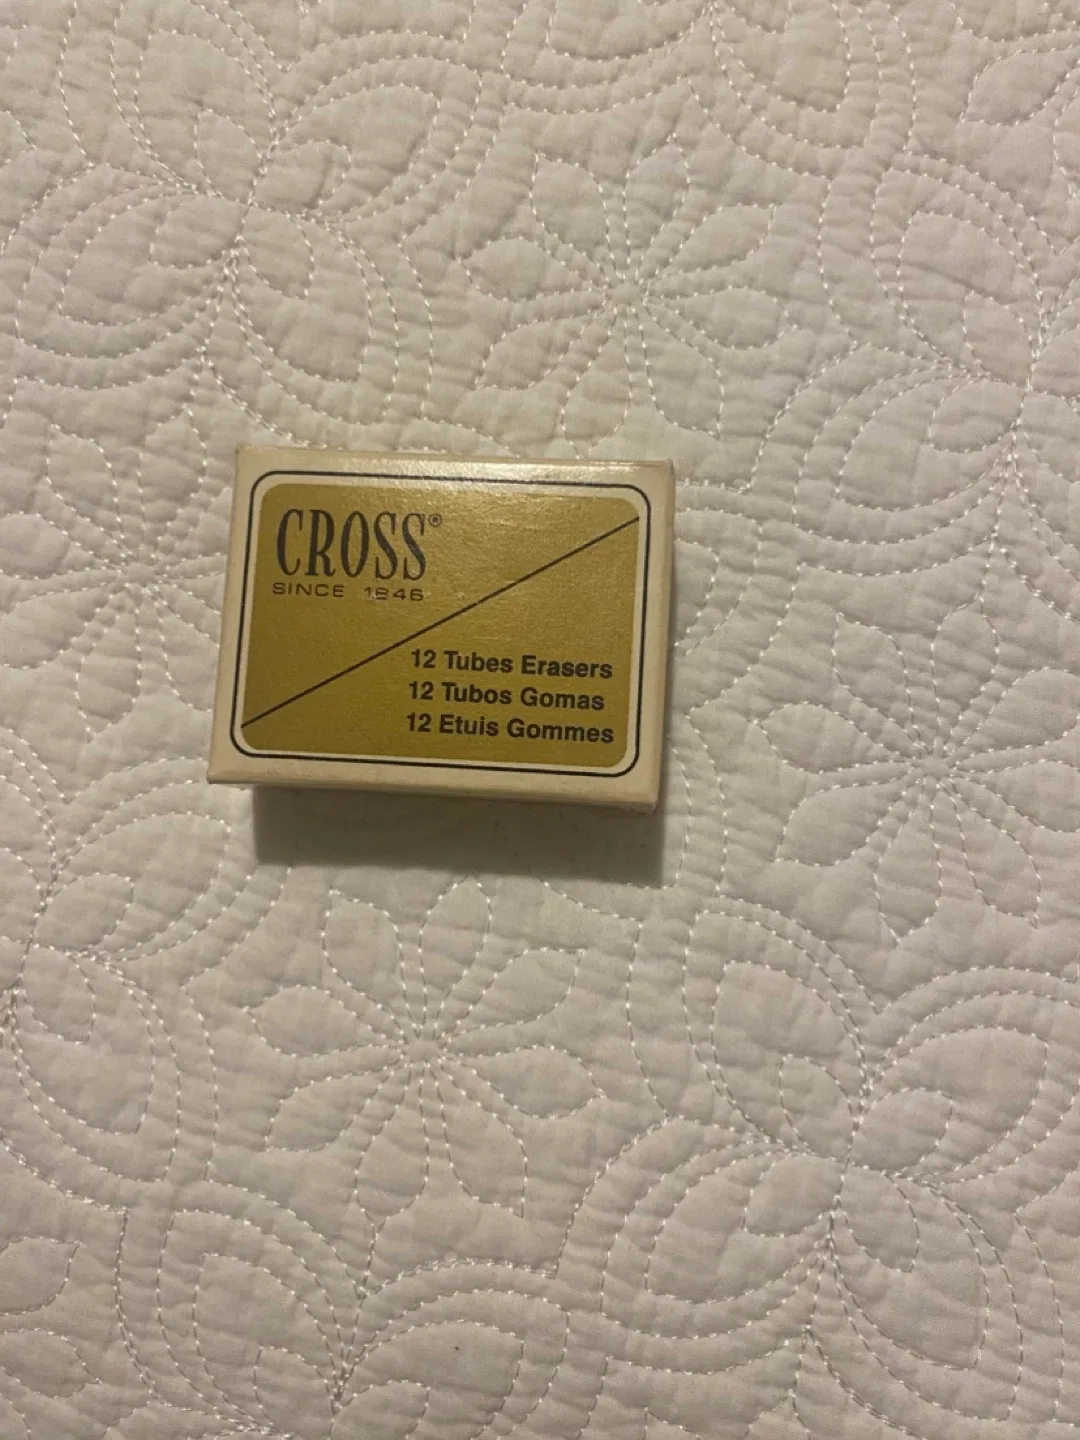 CROSS®
SINCE 1846
12 Tubes Erasers
12 Tubos Gomas
12 Etuis Gommes